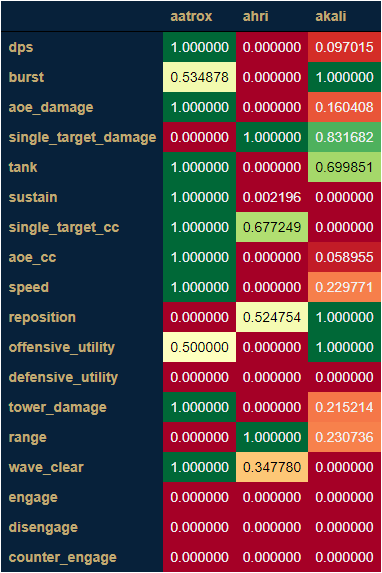 aatrox ahri akali
dps 1.000000 0.000000 0.097015
burst 0.534878 0.000000 1.000000
aoe_damage 1.000000 0.000000 0.160408
single_target_damage 0.000000 1.000000 0.831682
tank 1.000000 0.000000 0.699851
sustain 1.000000 0.002196 0.000000
single_target_cc 1.000000 0.677249 0.000000
aoe_cc 1.000000 0.000000 0.058955
speed 1.000000 0.000000 0.229771
reposition 0.000000 0.524754 1.000000
offensive_utility 0.500000 0.000000 1.000000
defensive_utility 0.000000 0.000000 0.000000
tower_damage 1.000000 0.000000 0.215214
range 0.000000 1.000000 0.230736
wave_clear 1.000000 0.347780 0.000000
engage 0.000000 0.000000 0.000000
disengage 0.000000 0.000000 0.000000
counter_engage 0.000000 0.000000 0.000000